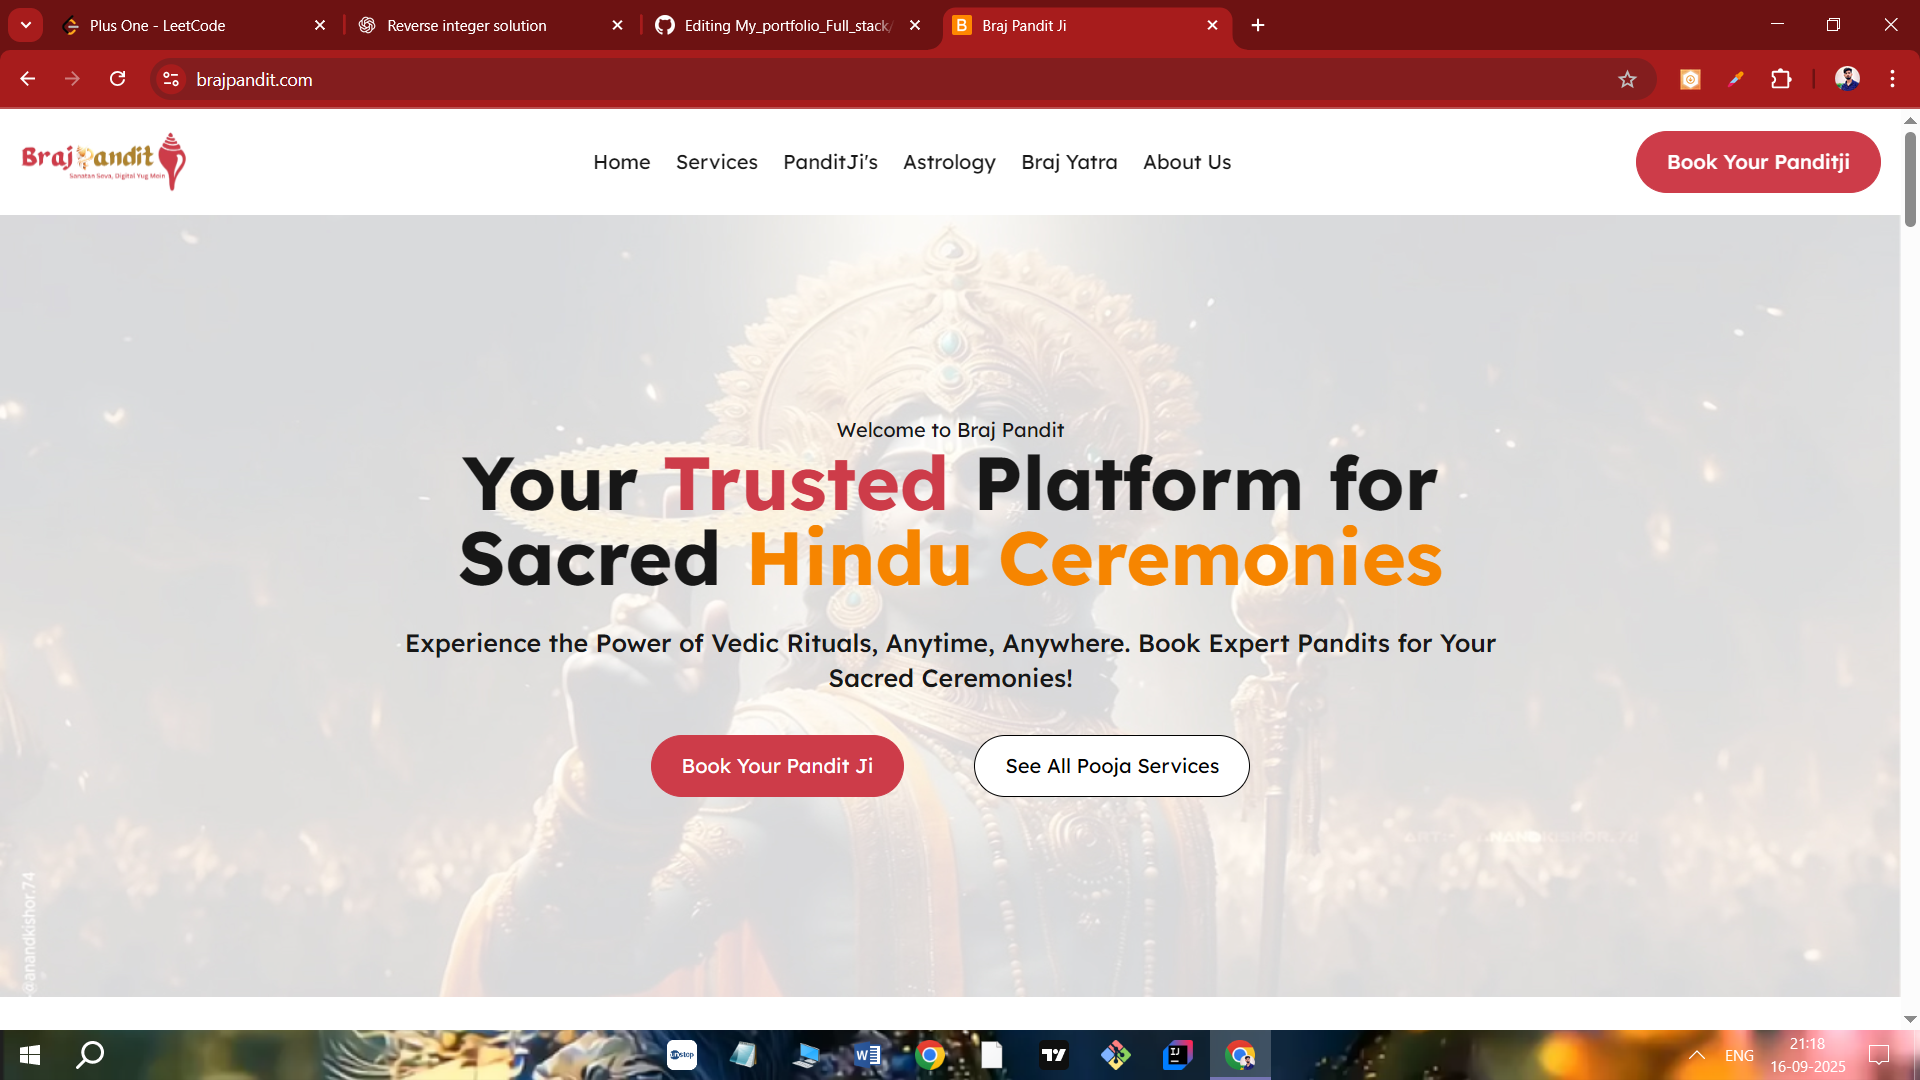 Plus One - LeetCode
Reverse integer solution
Editing My_portfolio_Full_stack/
Braj Pandit Ji
brajpandit.com
Braj Pandit
Sanatan Seva, Digital Yug Mein
Home Services PanditJi's Astrology Braj Yatra About Us
Book Your Panditji
Welcome to Braj Pandit
Your Trusted Platform for
Sacred Hindu Ceremonies
Experience the Power of Vedic Rituals, Anytime, Anywhere. Book Expert Pandits for Your
Sacred Ceremonies!
Book Your Pandit Ji
See All Pooja Services
@anandkishor.74
ENG
21:18
16-09-2025